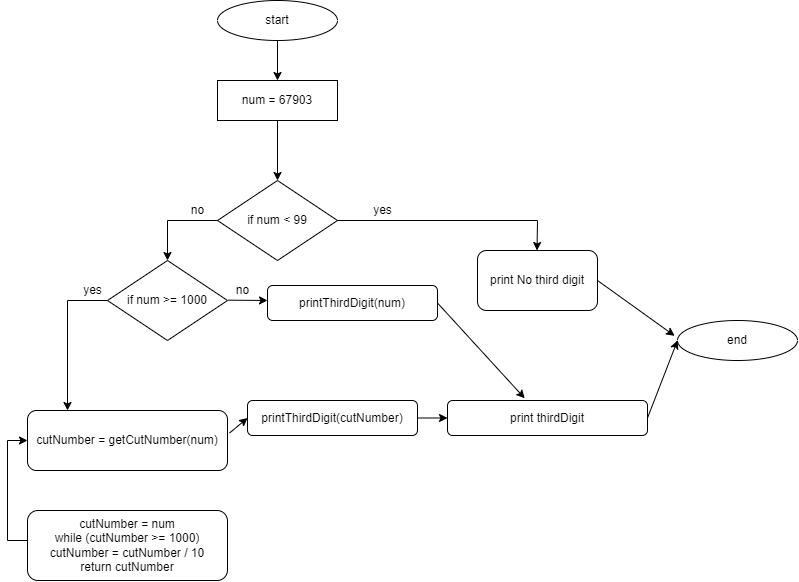 start
num = 67903
if num < 99
no
yes
print No third digit
if num >= 1000
yes
no
printThirdDigit(num)
end
cutNumber = getCutNumber(num)
printThirdDigit(cutNumber)
print thirdDigit
cutNumber = num
while (cutNumber >= 1000)
cutNumber = cutNumber / 10
return cutNumber